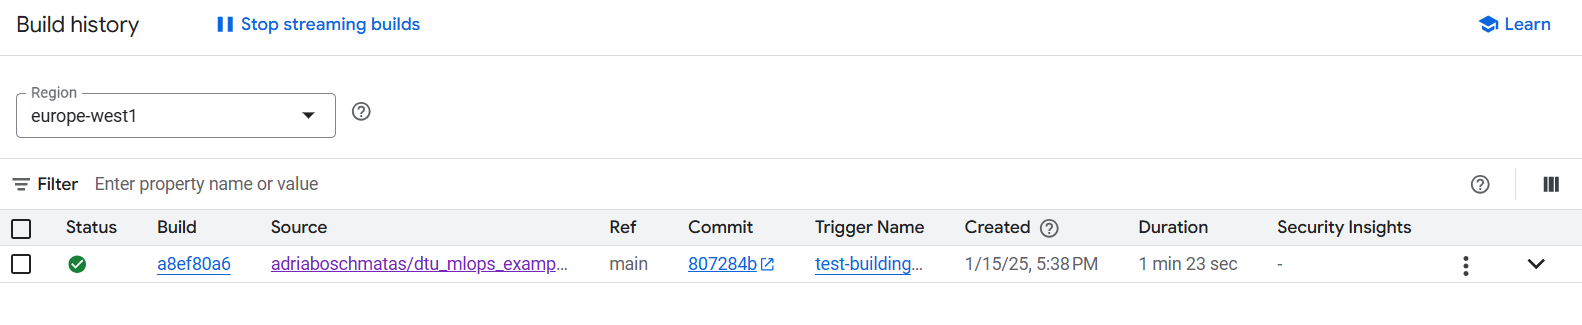 Build history Stop streaming builds Learn
Region
europe-west1
Filter Enter property name or value
Status Build Source Ref Commit Trigger Name Created Duration Security Insights
a8ef80a6 adriaboschmatas/dtu_mlops_examp... main 807284b test-building... 1/15/25, 5:38 PM 1 min 23 sec -